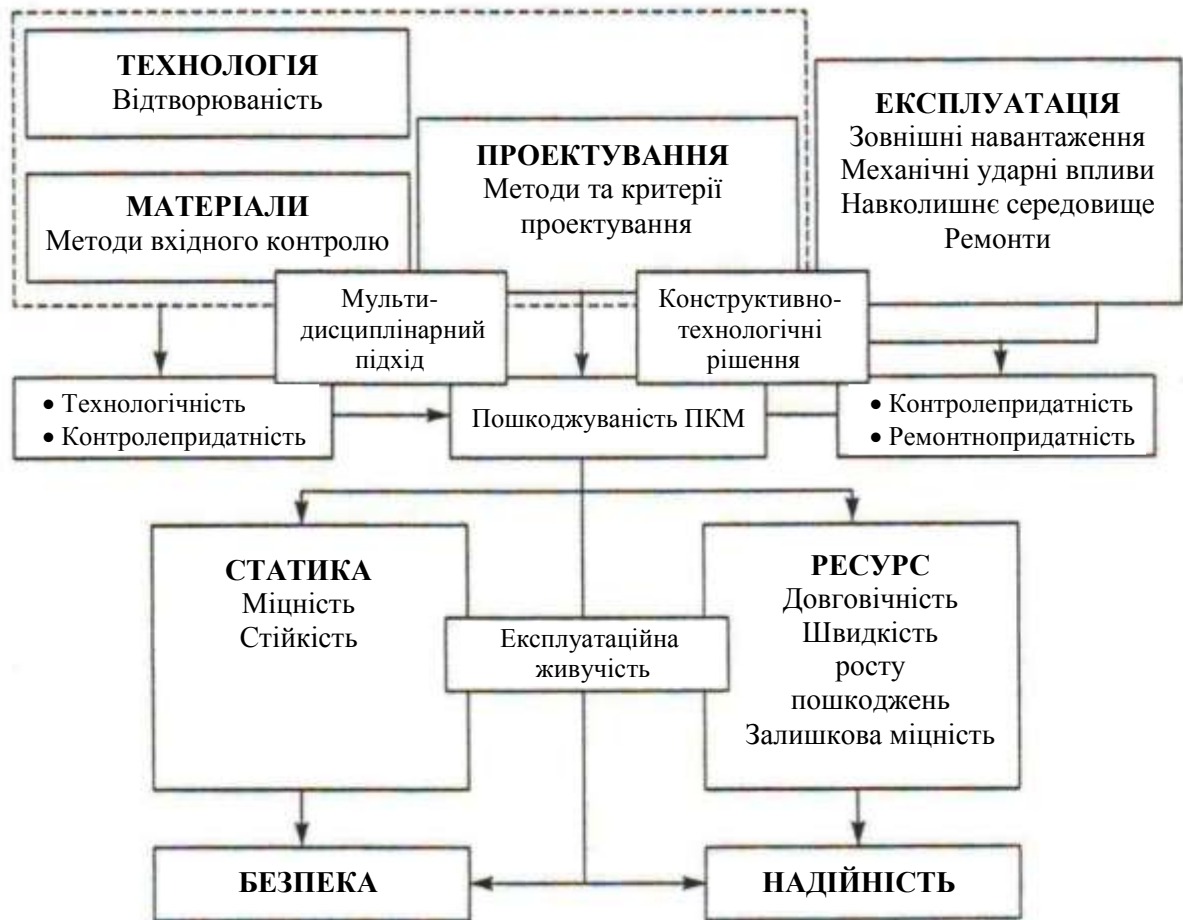 ТЕХНОЛОГІЯ
Відтворюваність
МАТЕРІАЛИ
Методи вхідного контролю
ПРОЕКТУВАННЯ
Методи та критерії
проектування
ЕКСПЛУАТАЦІЯ
Зовнішні навантаження
Механічні ударні впливи
Навколишнє середовище
Ремонти
Мульти-
дисциплінарний
підхід
Конструктивно-
технологічні
рішення
• Технологічність
• Контролепридатність
Пошкоджуваність ПКМ
• Контролепридатність
• Ремонтнопридатність
СТАТИКА
Міцність
Стійкість
Експлуатаційна
живучість
РЕСУРС
Довговічність
Швидкість
росту
пошкоджень
Залишкова міцність
БЕЗПЕКА
НАДІЙНІСТЬ